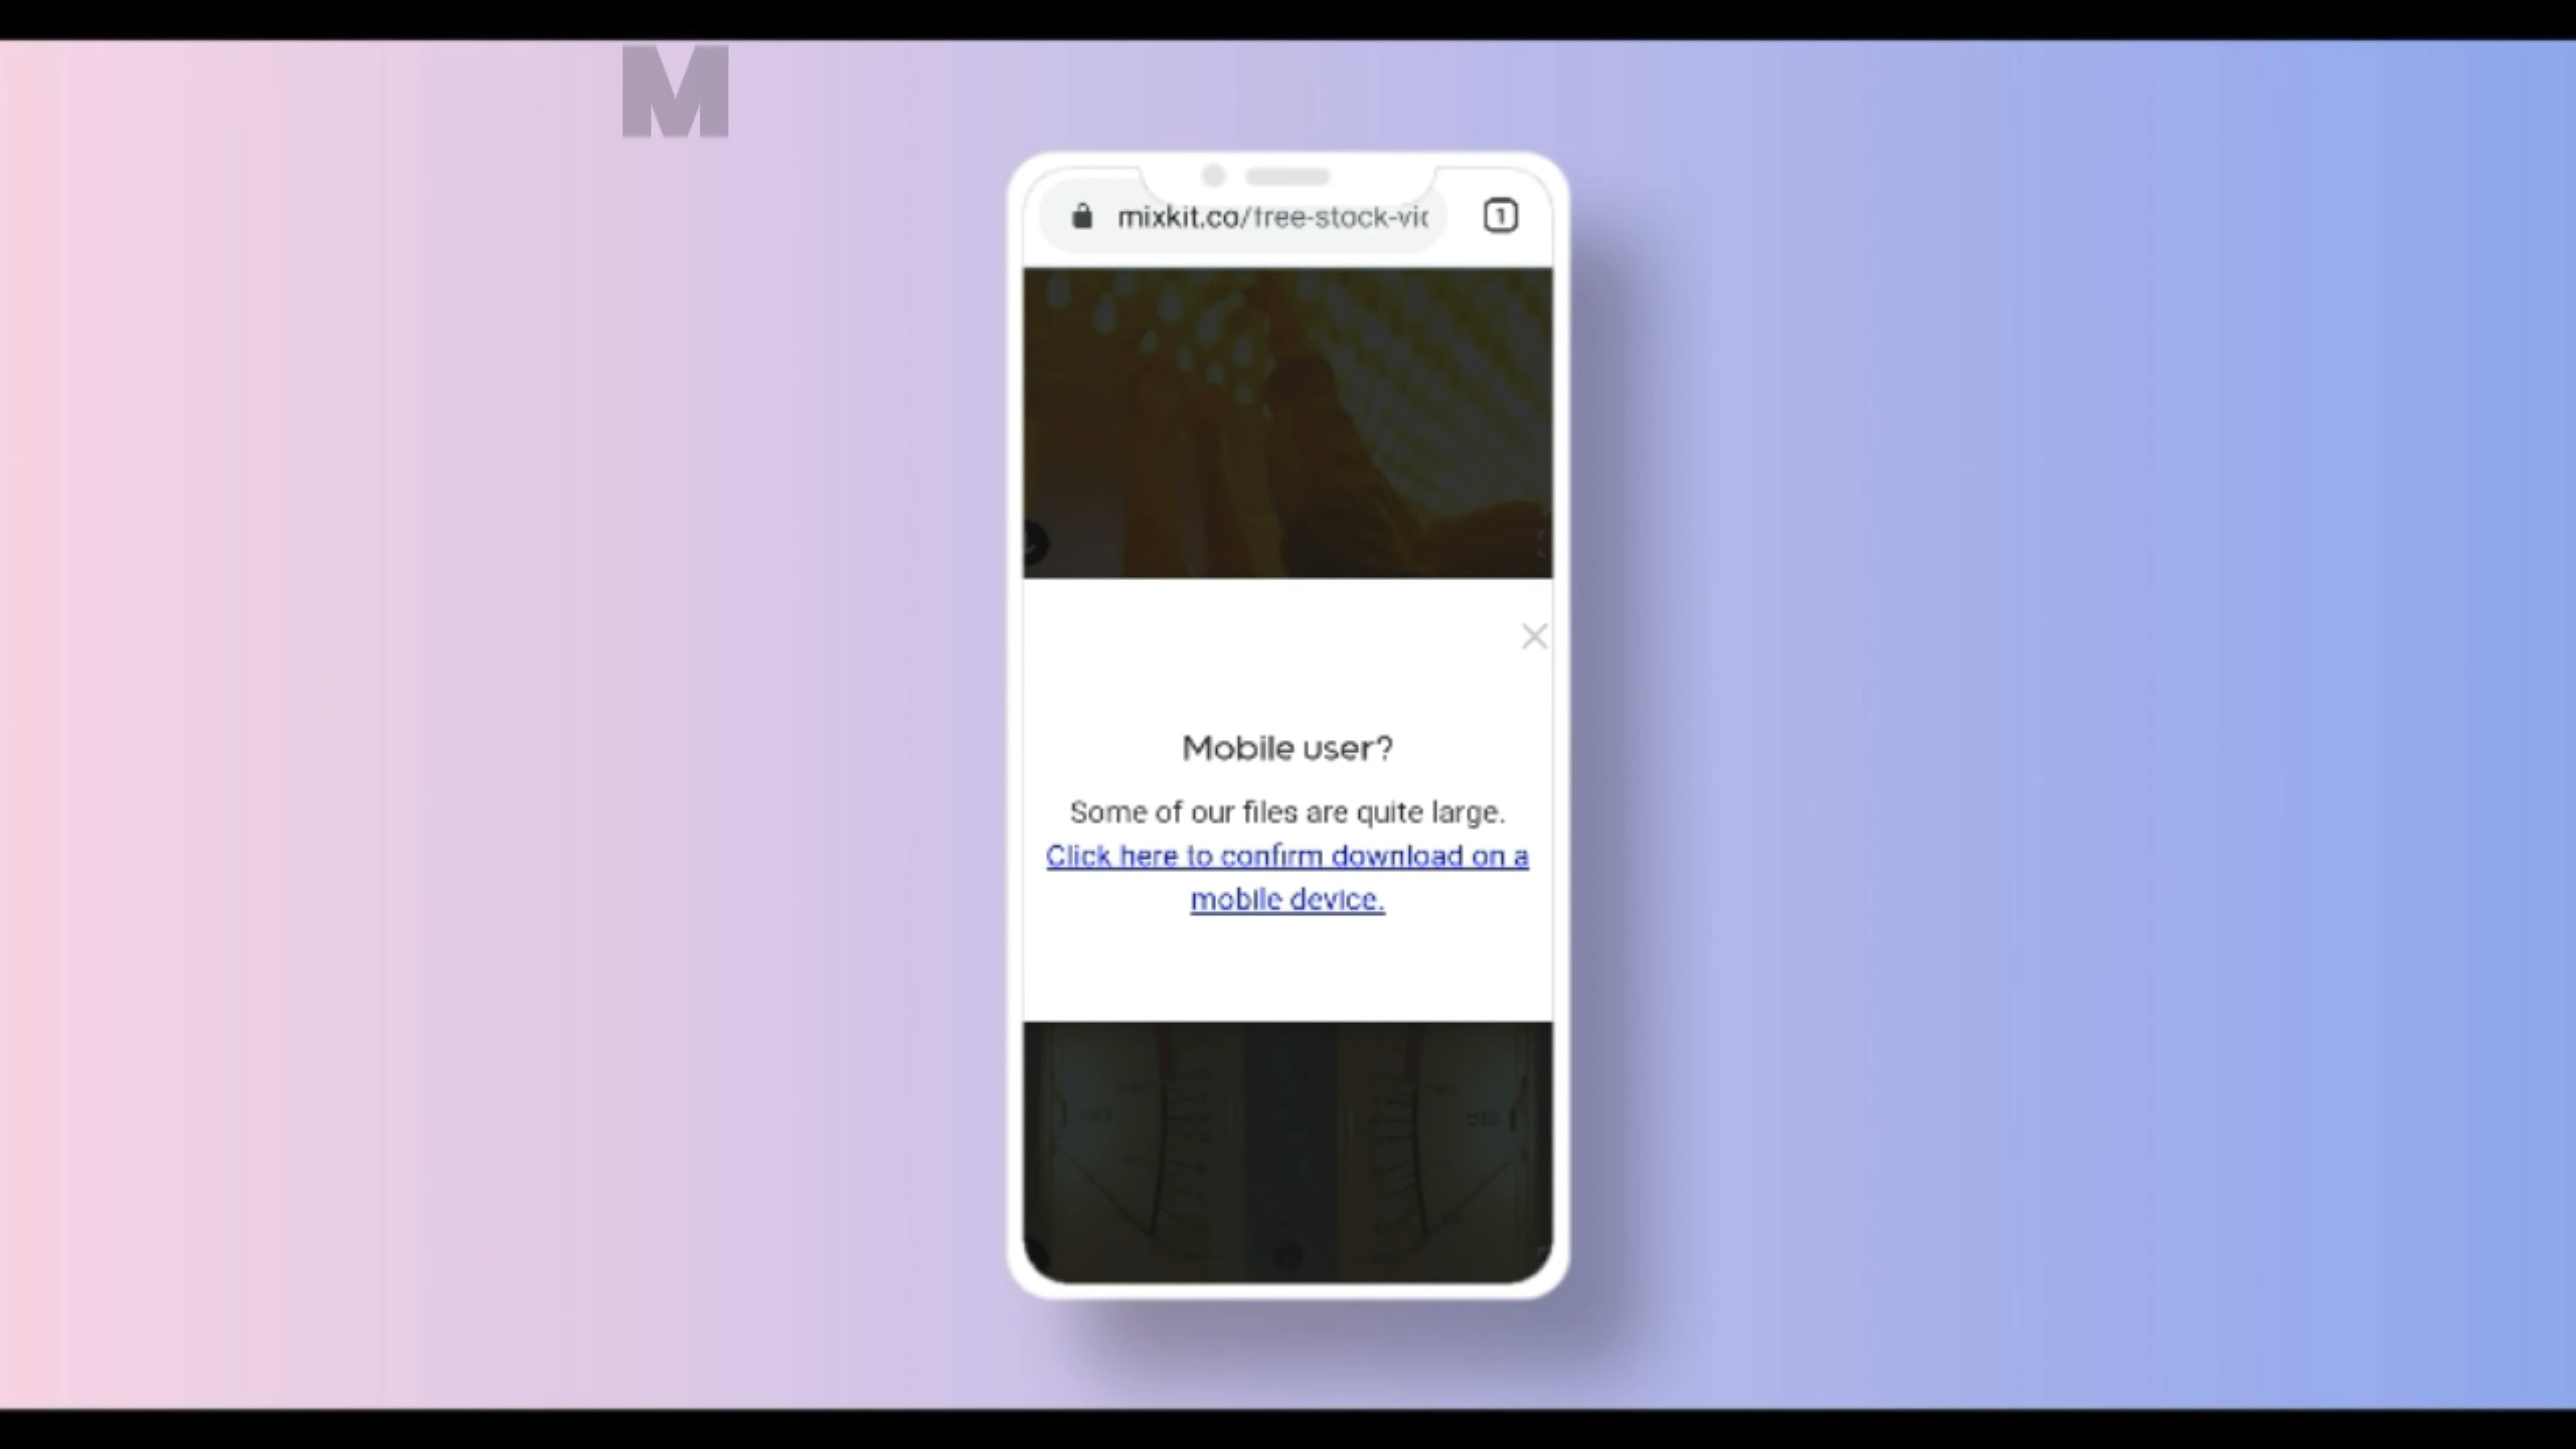 M
mixkit.co/free-stock-vid
1
Mobile user?
Some of our files are quite large.
Click here to confirm download on a
mobile device.